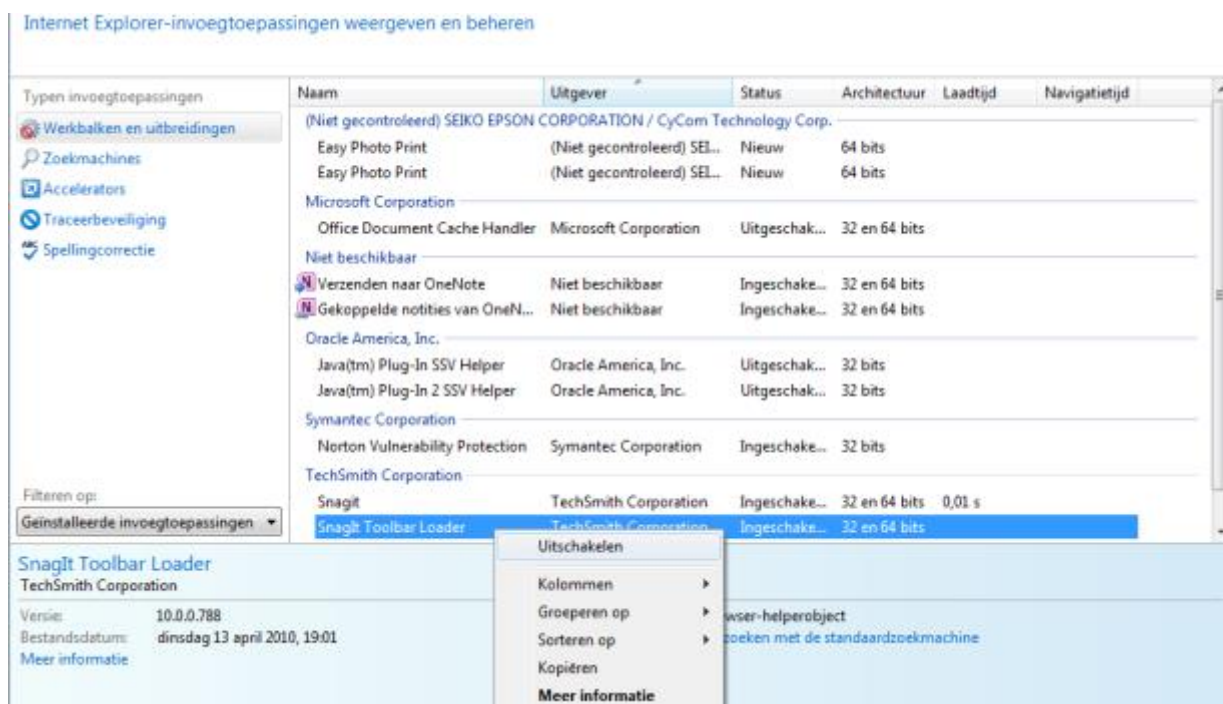 Internet Explorer-invoegtoepassingen weergeven en beheren
Typen invoegtoepassingen
Werkbalken en uitbreidingen
Zoekmachines
Accelerators
Traceerbeveiliging
Spellingcorrectie
Filteren op:
Geïnstalleerde invoegtoepassingen
Naam Uitgever Status Architectuur Laadtijd Navigatietijd
(Niet gecontroleerd) SEIKO EPSON CORPORATION / CyCom Technology Corp.
Easy Photo Print (Niet gecontroleerd) SEI... Nieuw 64 bits
Easy Photo Print (Niet gecontroleerd) SEI... Nieuw 64 bits
Microsoft Corporation
Office Document Cache Handler Microsoft Corporation Uitgeschak... 32 en 64 bits
Niet beschikbaar
Verzenden naar OneNote Niet beschikbaar Ingeschake... 32 en 64 bits
Gekoppelde notities van OneN... Niet beschikbaar Ingeschake... 32 en 64 bits
Oracle America, Inc.
Java(tm) Plug-In SSV Helper Oracle America, Inc. Uitgeschak... 32 bits
Java(tm) Plug-In 2 SSV Helper Oracle America, Inc. Uitgeschak... 32 bits
Symantec Corporation
Norton Vulnerability Protection Symantec Corporation Ingeschake... 32 bits
TechSmith Corporation
Snagit TechSmith Corporation Ingeschake... 32 en 64 bits 0,01 s
SnagIt Toolbar Loader TechSmith Corporation Ingeschake... 32 en 64 bits
Uitschakelen
Kolommen
Groeperen op
Sorteren op
Kopiëren
Meer informatie
SnagIt Toolbar Loader
TechSmith Corporation
Versie: 10.0.0.788
Bestandsdatum: dinsdag 13 april 2010, 19:01
Meer informatie
wser-helperobject
zoeken met de standaardzoekmachine